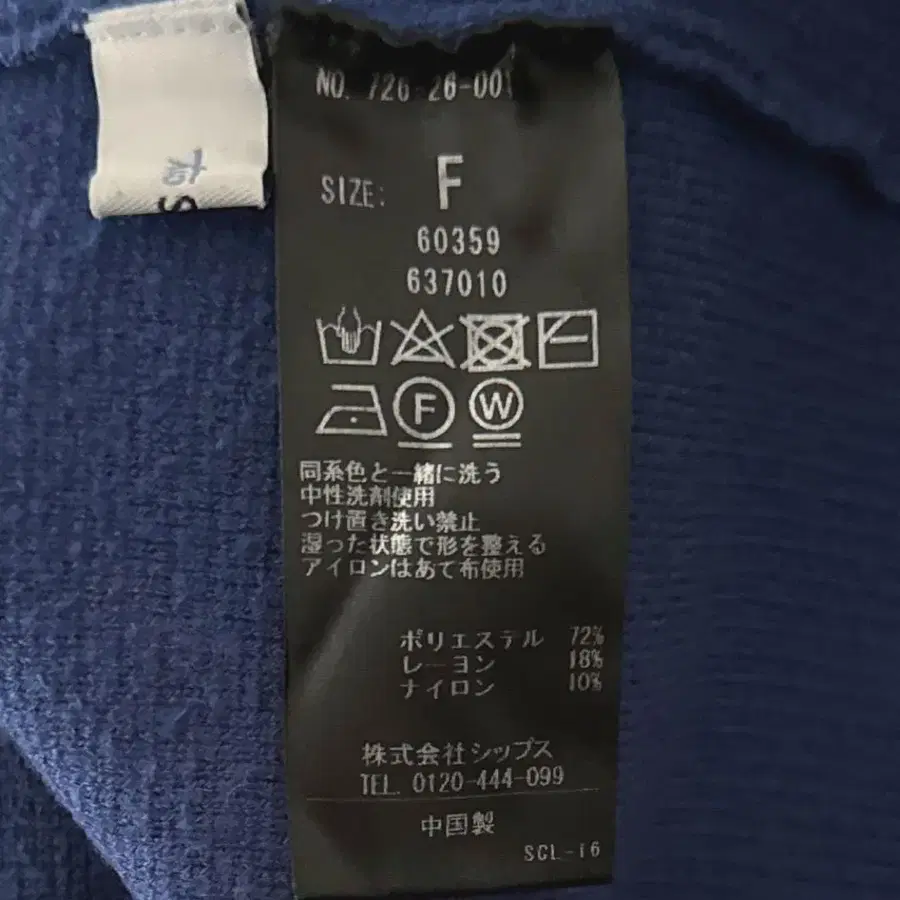 NO. 726-26-001
SIZE: F
60359
637010
F W
同系色と一緒に洗う
中性洗剤使用
つけ置き洗い禁止
湿った状態で形を整える
アイロンはあて布使用
ポリエステル 72%
レーヨン 18%
ナイロン 10%
株式会社シップス
TEL. 0120-444-099
中国製
SCL-i6